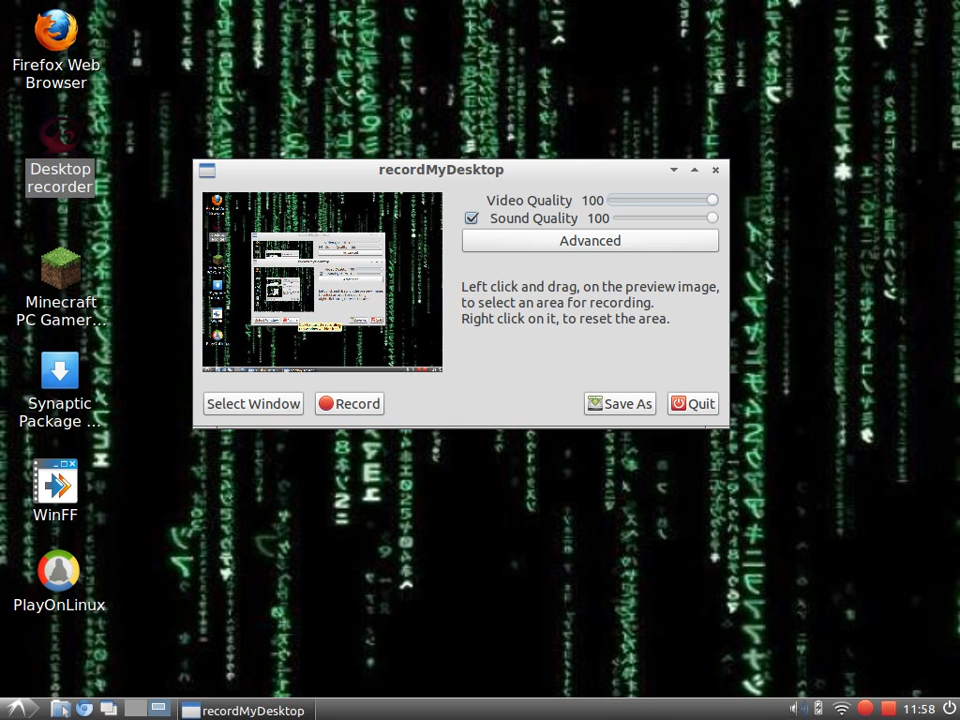 Firefox Web
Browser
Desktop
recorder
Minecraft
PC Gamer...
Synaptic
Package ...
WinFF
PlayOnLinux
recordMyDesktop
Video Quality 100
Sound Quality 100
Advanced
Left click and drag, on the preview image,
to select an area for recording.
Right click on it, to reset the area.
Select Window
Record
Save As
Quit
recordMyDesktop
11:58